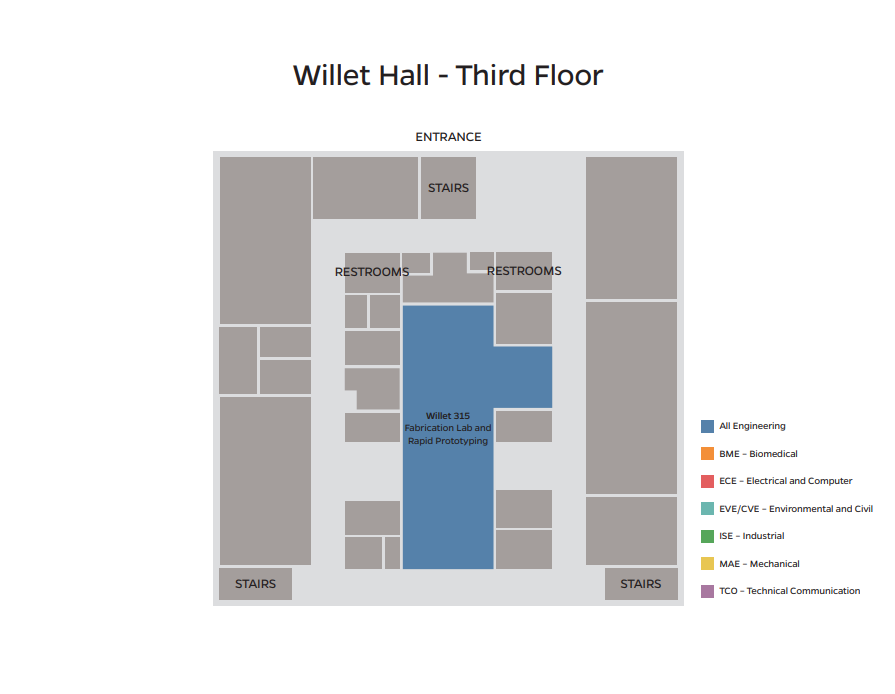 Willet Hall - Third Floor
ENTRANCE
STAIRS
RESTROOMS
RESTROOMS
Willet 315
Fabrication Lab and
Rapid Prototyping
All Engineering
BME – Biomedical
ECE – Electrical and Computer
EVE/CVE – Environmental and Civil
ISE – Industrial
MAE – Mechanical
TCO – Technical Communication
STAIRS
STAIRS